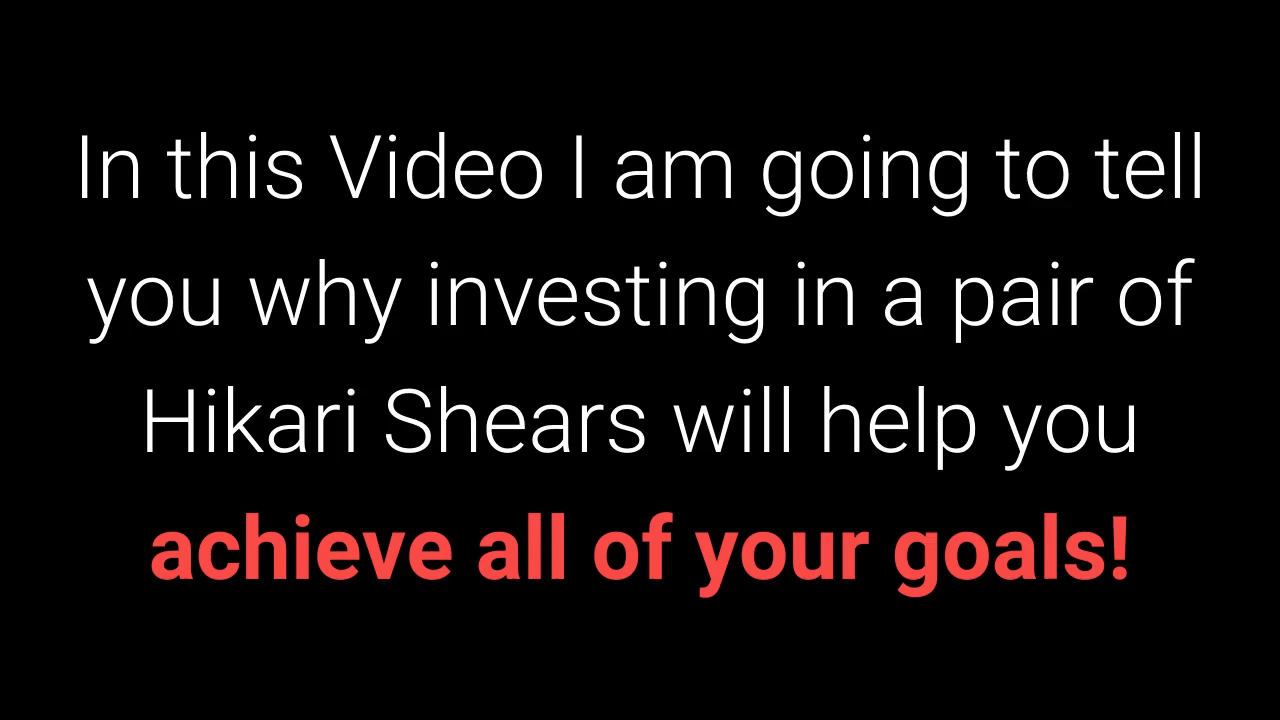 In this Video I am going to tell
you why investing in a pair of
Hikari Shears will help you
achieve all of your goals!